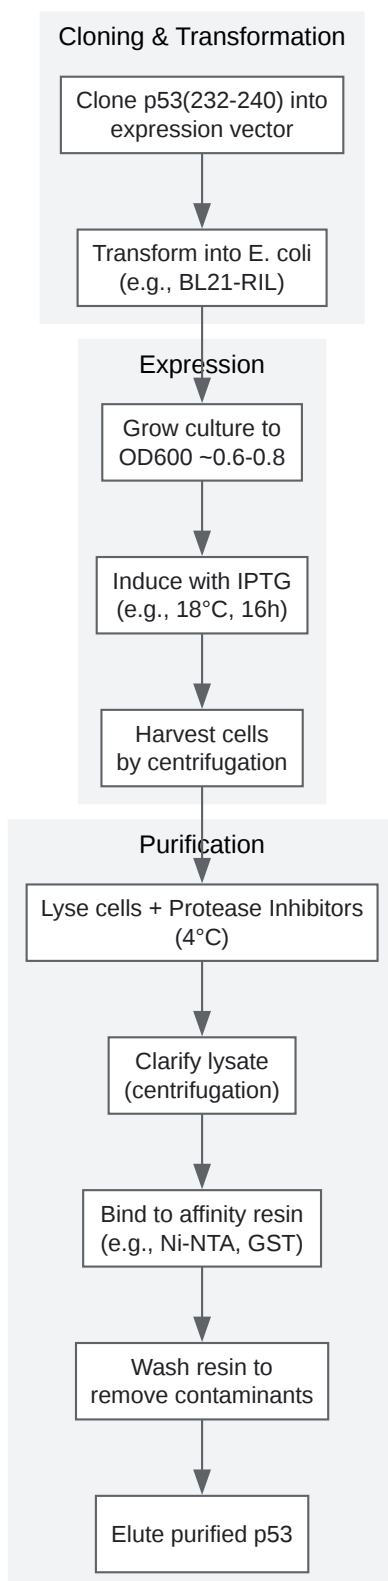 Cloning & Transformation
Clone p53(232-240) into
expression vector
Transform into E. coli
(e.g., BL21-RIL)
Expression
Grow culture to
OD600 ~0.6-0.8
Induce with IPTG
(e.g., 18°C, 16h)
Harvest cells
by centrifugation
Purification
Lyse cells + Protease Inhibitors
(4°C)
Clarify lysate
(centrifugation)
Bind to affinity resin
(e.g., Ni-NTA, GST)
Wash resin to
remove contaminants
Elute purified p53